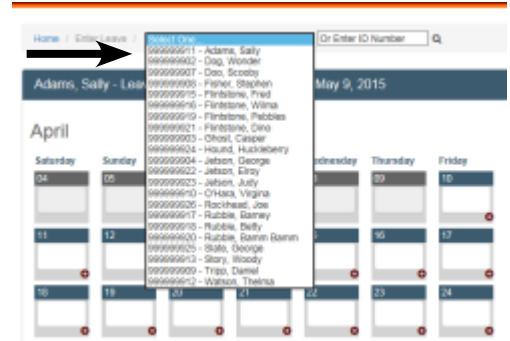 Home / Enter Leave / Select One Or Enter ID Number
999999911 - Adams, Sally
999999902 - Dog, Wonder
999999907 - Doo, Scooby
999999908 - Fisher, Stephen
999999915 - Flintstone, Fred
999999916 - Flintstone, Wilma
999999919 - Flintstone, Pebbles
999999921 - Flintstone, Dino
999999903 - Ghost, Casper
999999924 - Hound, Huckleberry
999999904 - Jetson, George
999999922 - Jetson, Elroy
999999923 - Jetson, Judy
999999910 - O'Hara, Virginia
999999926 - Rockhead, Joe
999999917 - Rubble, Barney
999999918 - Rubble, Betty
999999920 - Rubble, Bamm Bamm
999999925 - Slate, George
999999913 - Story, Woody
999999909 - Tripp, Daniel
999999912 - Watson, Thelma
Adams, Sally - Leav May 9, 2015
April
Saturday Sunday ednesday Thursday Friday
04 05 09 10
11 12 16 17
18 19 20 21 22 23 24